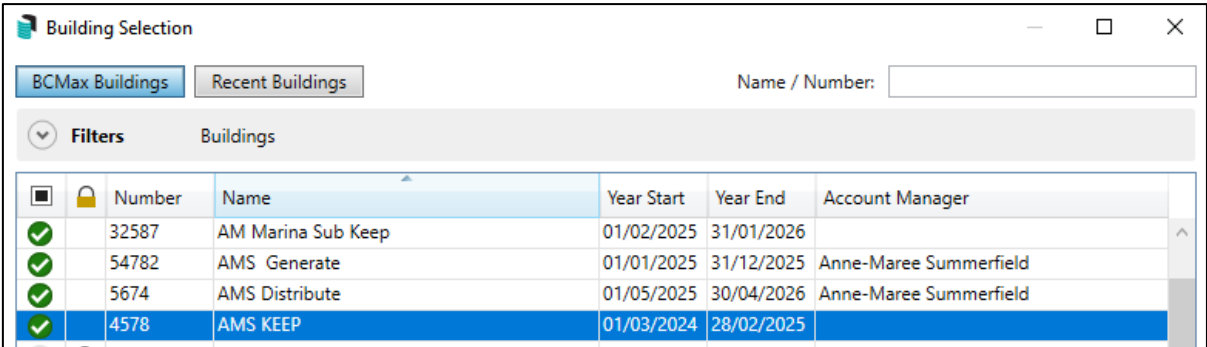 Building Selection
BCMax Buildings Recent Buildings Name / Number:
Filters Buildings
Number Name Year Start Year End Account Manager
32587 AM Marina Sub Keep 01/02/2025 31/01/2026
54782 AMS  Generate 01/01/2025 31/12/2025 Anne-Maree Summerfield
5674 AMS Distribute 01/05/2025 30/04/2026 Anne-Maree Summerfield
4578 AMS KEEP 01/03/2024 28/02/2025